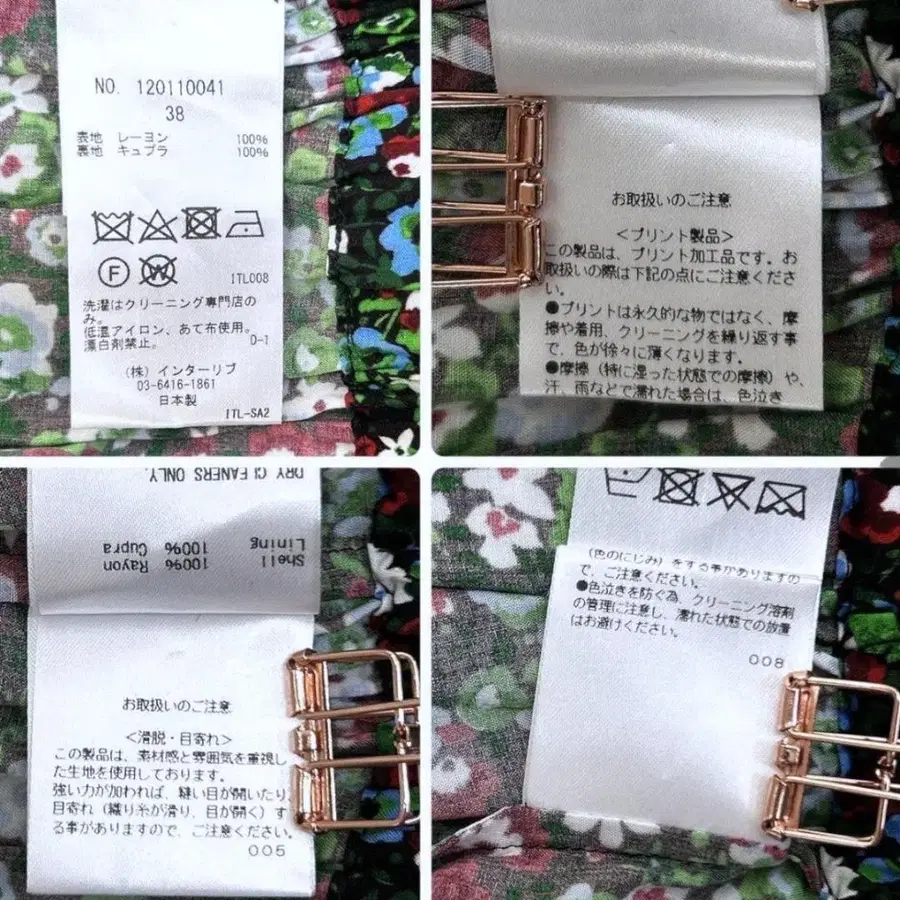 NO. 120110041
38
表地 レーヨン 100%
裏地 キュプラ 100%
F
W
ITL008
洗濯はクリーニング専門店の
み。
低温アイロン、あて布使用。
漂白剤禁止。 D-1
(株) インターリブ
03-6416-1861
日本製
ITL-SA2
お取扱いのご注意
<プリント製品>
この製品は、プリント加工品です。お
取扱いの際は下記の点にご注意くださ
い。
●プリントは永久的な物ではなく、摩
擦や着用、クリーニングを繰り返す事
で、色が徐々に薄くなります。
●摩擦(特に湿った状態での摩擦)や、
汗、雨などで濡れた場合は、色泣き
DRY CLEANERS ONLY.
Shell 100% Rayon
Lining 100% Cupra
お取扱いのご注意
<滑脱・目寄れ>
この製品は、素材感と雰囲気を重視し
た生地を使用しております。
強い力が加われば、縫い目が開いたり、
目寄れ(織り糸が滑り、目が開く)す
る事がありますので、ご注意ください。
005
(色のにじみ)をする事がありますの
で、ご注意ください。
●色泣きを防ぐ為、クリーニング溶剤
の管理に注意し、濡れた状態での放置
はお避けください。
008